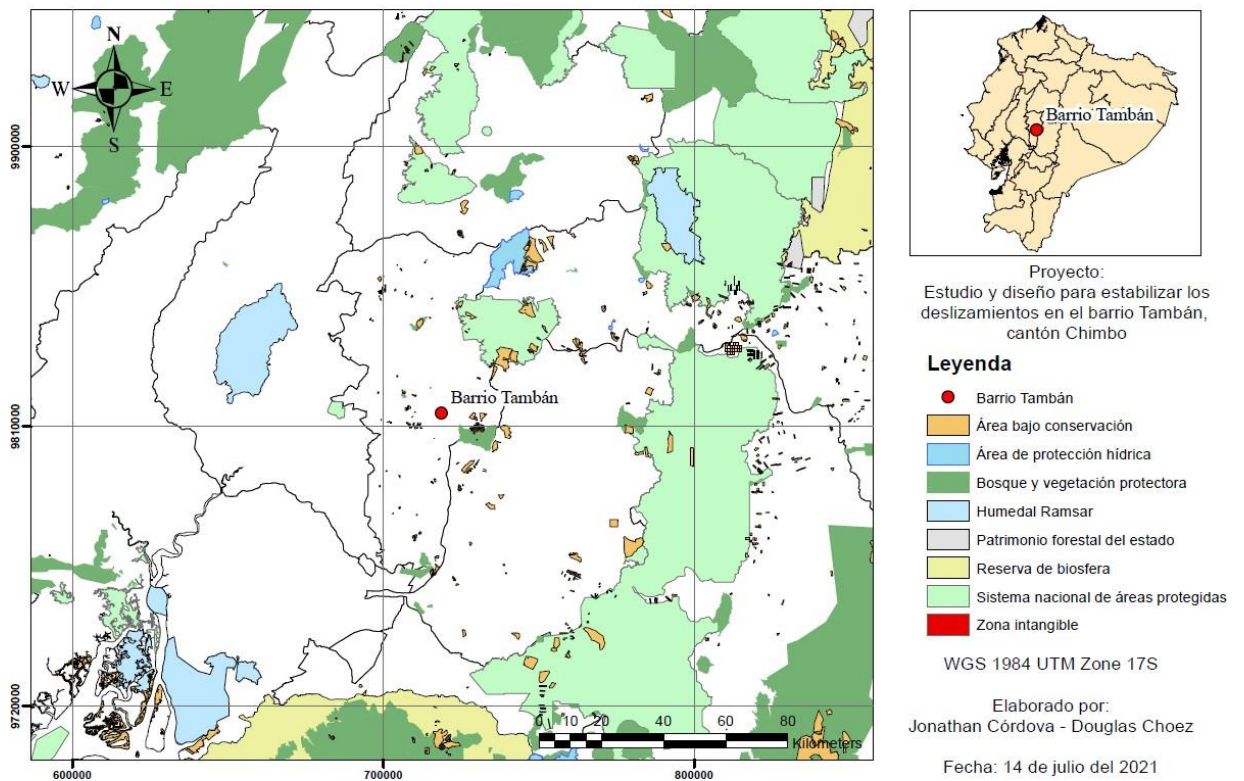 N
W
E
S
9900000
9810000
9720000
600000
700000
800000
Barrio Tambán
0 10 20 40 60 80
Kilometers
Barrio Tambán
Proyecto:
Estudio y diseño para estabilizar los
deslizamientos en el barrio Tambán,
cantón Chimbo
Leyenda
Barrio Tambán
Área bajo conservación
Área de protección hídrica
Bosque y vegetación protectora
Humedal Ramsar
Patrimonio forestal del estado
Reserva de biosfera
Sistema nacional de áreas protegidas
Zona intangible
WGS 1984 UTM Zone 17S
Elaborado por:
Jonathan Córdova - Douglas Choez
Fecha: 14 de julio del 2021